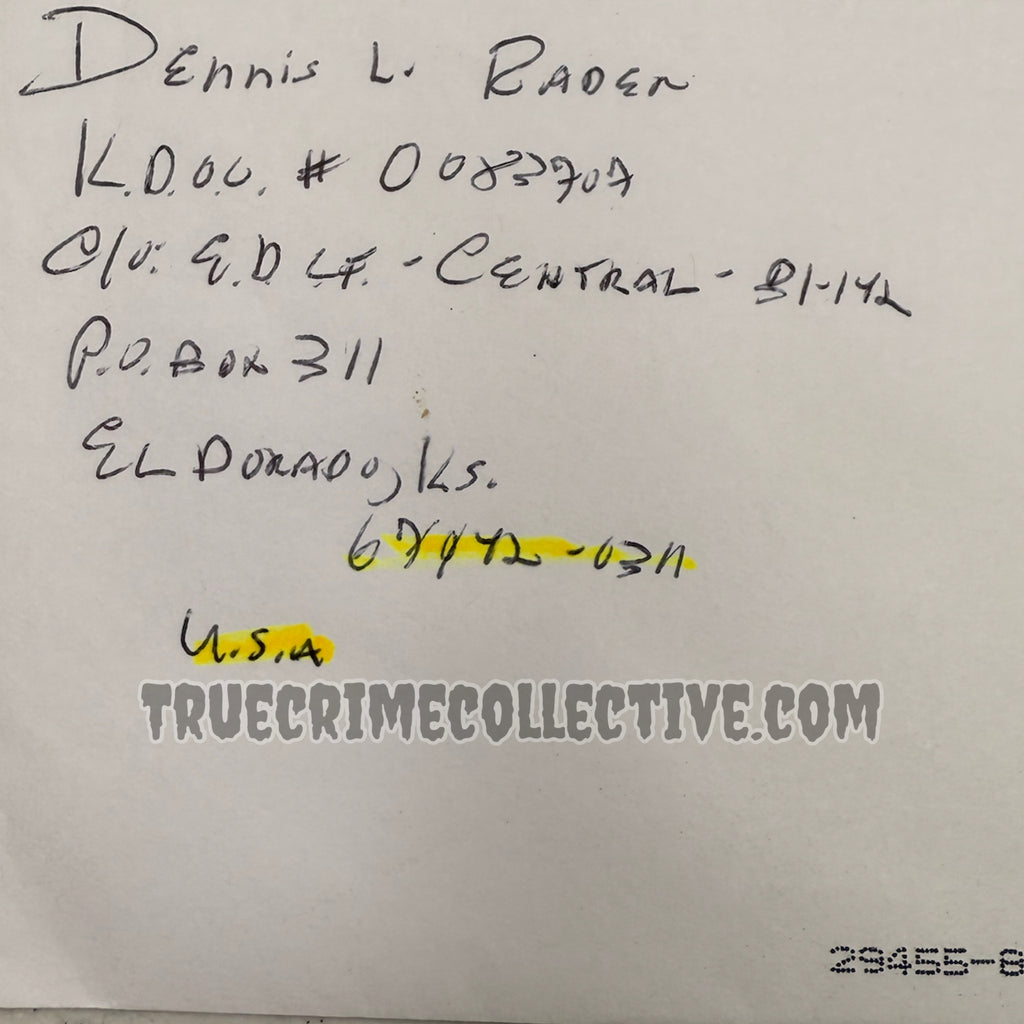 Dennis L. RADER
K.D.O.C. # 0083707
C/O: E.D.C.F. - CENTRAL - B1-142
P.O. BOX 311
EL DORADO, KS.
67042-0311
U.S.A
TRUECRIMECOLLECTIVE.COM
29455-8